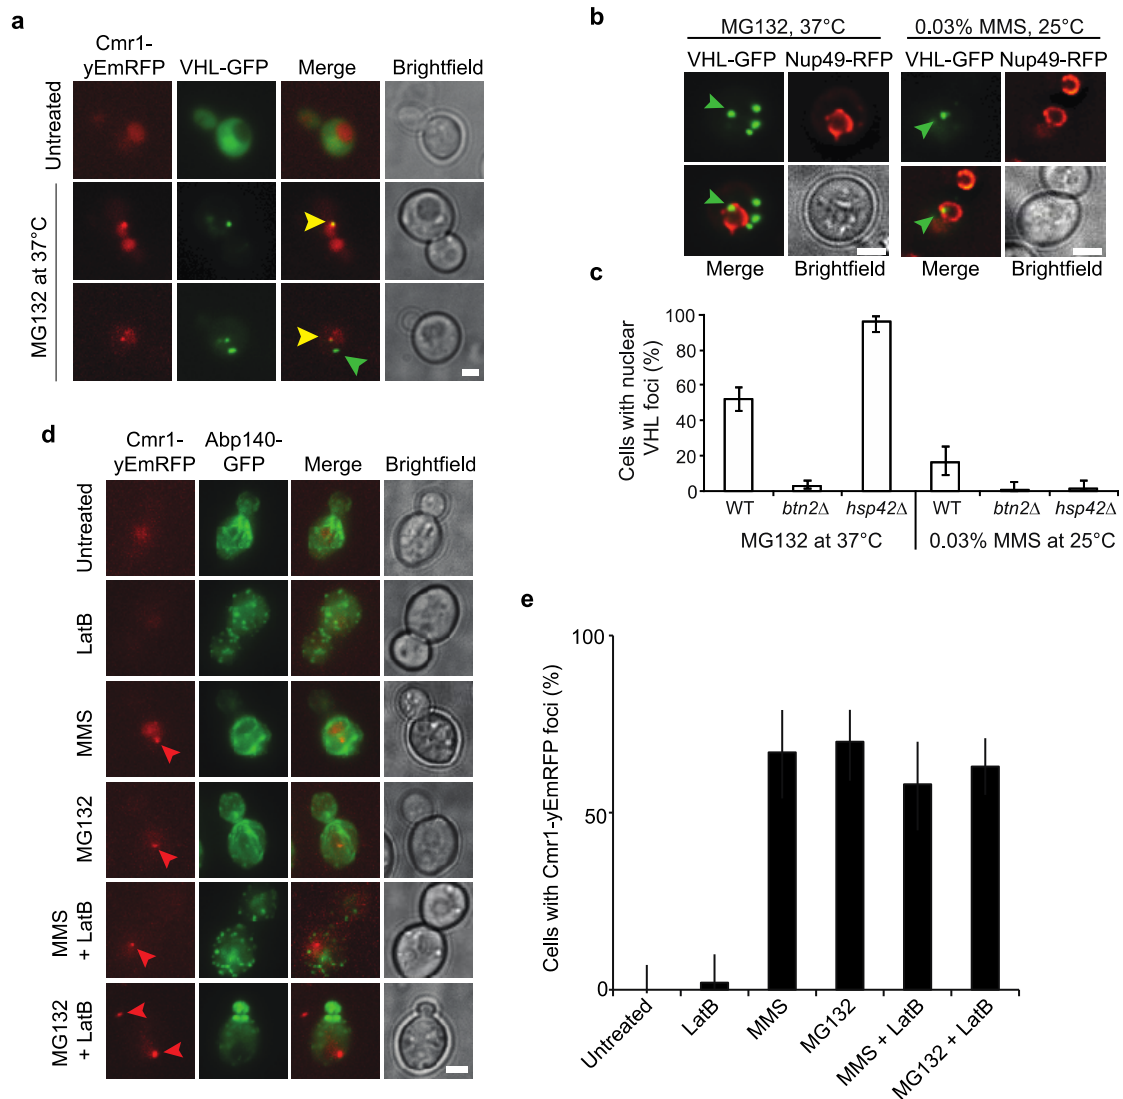 a
Cmr1-
yEmRFP
VHL-GFP
Merge
Brightfield
Untreated
MG132 at 37°C
b
MG132, 37°C
0.03% MMS, 25°C
VHL-GFP
Nup49-RFP
VHL-GFP
Nup49-RFP
Merge
Brightfield
Merge
Brightfield
c
Cells with nuclear
VHL foci (%)
100
80
60
40
20
0
WT
btn2Δ
hsp42Δ
WT
btn2Δ
hsp42Δ
MG132 at 37°C
0.03% MMS at 25°C
d
Cmr1-
yEmRFP
Abp140-
GFP
Merge
Brightfield
Untreated
LatB
MMS
MG132
MMS
+ LatB
MG132
+ LatB
e
Cells with Cmr1-yEmRFP foci (%)
100
50
0
Untreated
LatB
MMS
MG132
MMS + LatB
MG132 + LatB